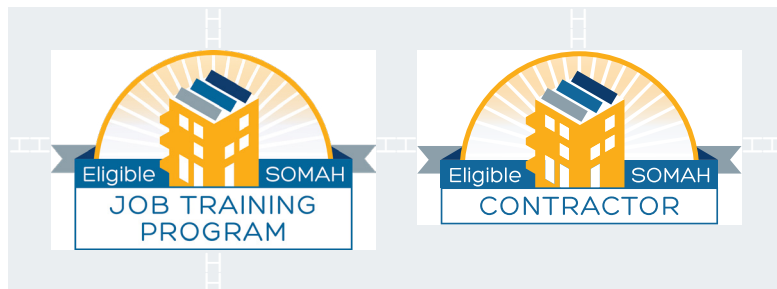 Eligible SOMAH
JOB TRAINING
PROGRAM
Eligible SOMAH
CONTRACTOR